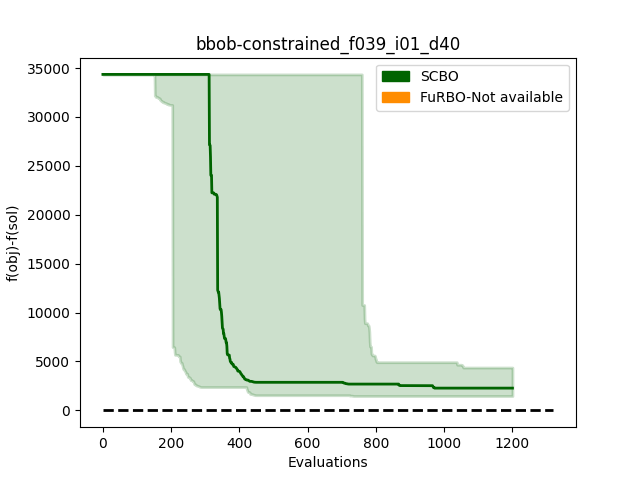 bbob-constrained_f039_i01_d40
SCBO
FuRBO-Not available
f(obj)-f(sol)
35000
30000
25000
20000
15000
10000
5000
0
0 200 400 600 800 1000 1200
Evaluations